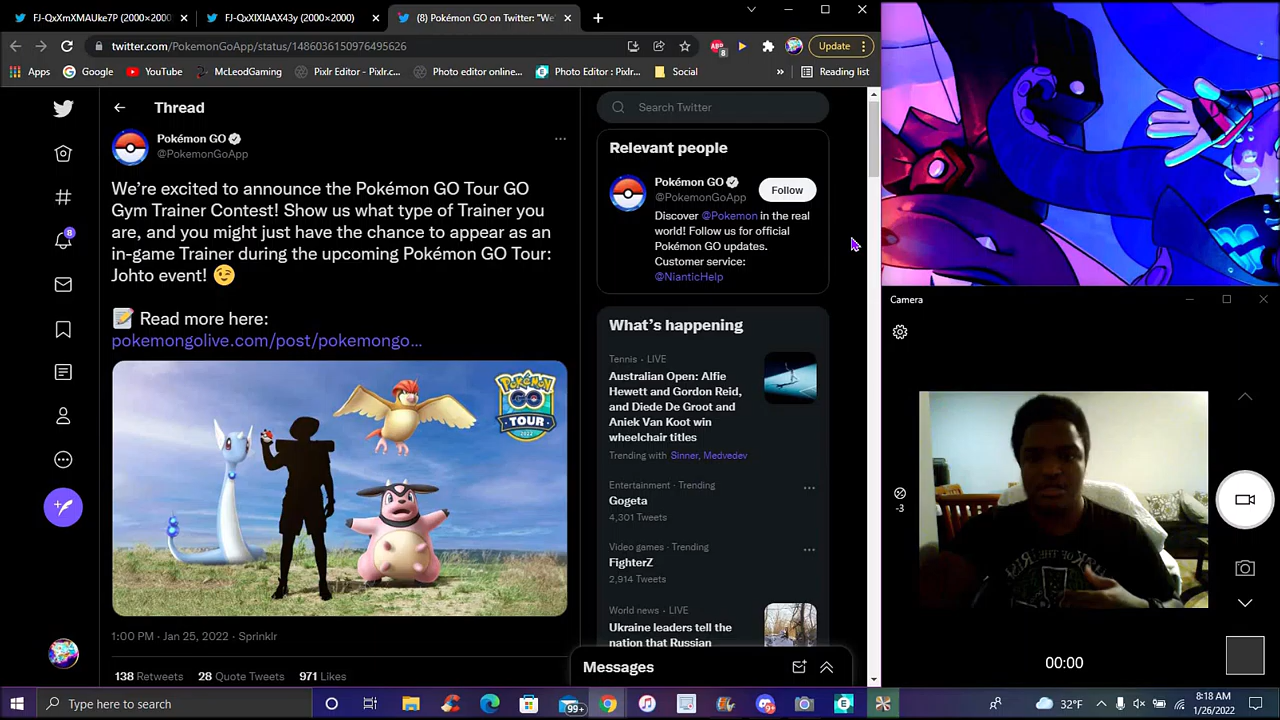 FJ-QxXmXMAUke7F (2000×2000)
FJ-QxXIXIAAX43y (2000×2000)
(8) Pokémon GO on Twitter: "We'
twitter.com/PokemonGoApp/status/1486036150976495626
8
Update
Apps
Google
YouTube
McLeodGaming
Pixlr Editor - Pixlr.c...
Photo editor online...
Photo Editor : Pixlr...
Social
»
Reading list
Thread
Search Twitter
Pokémon GO
@PokemonGoApp
We're excited to announce the Pokémon GO Tour GO
Gym Trainer Contest! Show us what type of Trainer you
are, and you might just have the chance to appear as an
in-game Trainer during the upcoming Pokémon GO Tour:
Johto event! 😉
📝 Read more here:
pokemongolive.com/post/pokemongo...
POKÉMON
GO
TOUR
2022
1:00 PM · Jan 25, 2022 · Sprinklr
138 Retweets 28 Quote Tweets 971 Likes
8
Relevant people
Pokémon GO
@PokemonGoApp
Follow
Discover @Pokemon in the real
world! Follow us for official
Pokémon GO updates.
Customer service:
@NianticHelp
What's happening
Tennis · LIVE
Australian Open: Alfie
Hewett and Gordon Reid,
and Diede De Groot and
Aniek Van Koot win
wheelchair titles
Trending with Sinner, Medvedev
Entertainment · Trending
Gogeta
4,301 Tweets
Video games · Trending
FighterZ
2,914 Tweets
World news · LIVE
Ukraine leaders tell the
nation that Russian
Messages
Camera
-3
00:00
Type here to search
99+
32°F
8:18 AM
1/26/2022